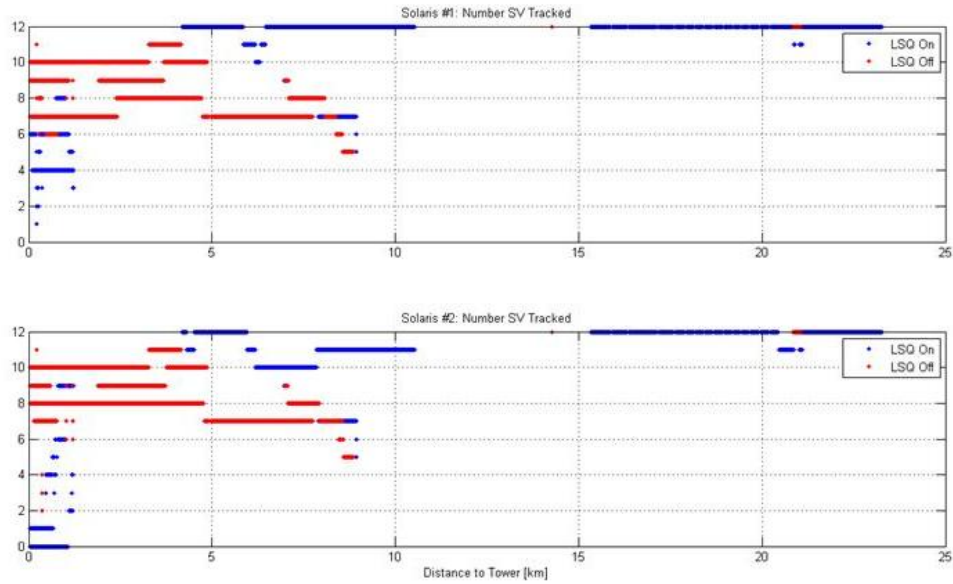 Solaris #1: Number SV Tracked
12
10
8
6
4
2
0
0 5 10 15 20 25
LSQ On
LSQ Off
Solaris #2: Number SV Tracked
12
10
8
6
4
2
0
0 5 10 15 20 25
LSQ On
LSQ Off
Distance to Tower [km]